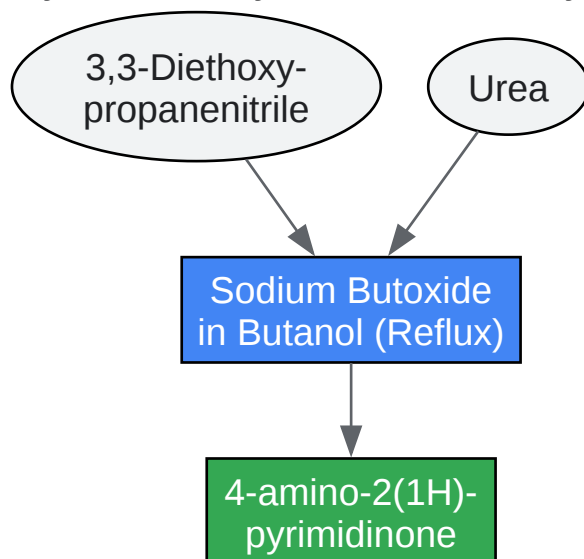 3,3-Diethoxy-
propanenitrile
Urea
Sodium Butoxide
in Butanol (Reflux)
4-amino-2(1H)-
pyrimidinone